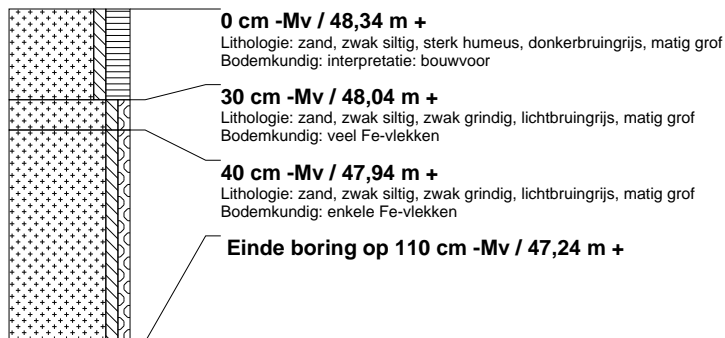 0 cm -Mv / 48,34 m +
Lithologie: zand, zwak siltig, sterk humeus, donkerbruingrijs, matig grof
Bodemkundig: interpretatie: bouwvoor
30 cm -Mv / 48,04 m +
Lithologie: zand, zwak siltig, zwak grindig, lichtbruingrijs, matig grof
Bodemkundig: veel Fe-vlekken
40 cm -Mv / 47,94 m +
Lithologie: zand, zwak siltig, zwak grindig, lichtbruingrijs, matig grof
Bodemkundig: enkele Fe-vlekken
Einde boring op 110 cm -Mv / 47,24 m +